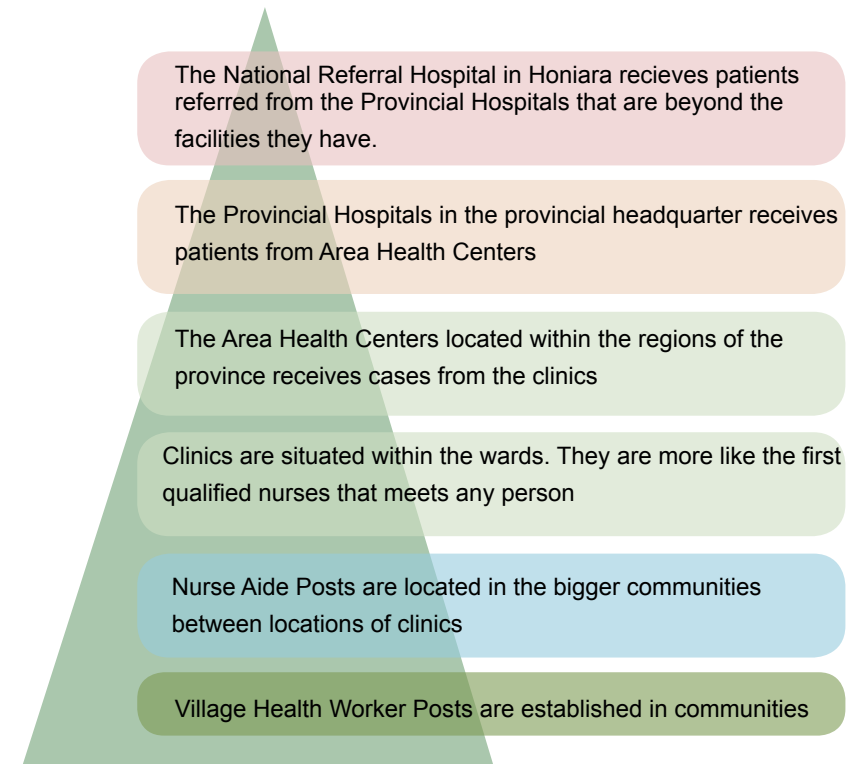 The National Referral Hospital in Honiara recieves patients
referred from the Provincial Hospitals that are beyond the
facilities they have.
The Provincial Hospitals in the provincial headquarter receives
patients from Area Health Centers
The Area Health Centers located within the regions of the
province receives cases from the clinics
Clinics are situated within the wards. They are more like the first
qualified nurses that meets any person
Nurse Aide Posts are located in the bigger communities
between locations of clinics
Village Health Worker Posts are established in communities